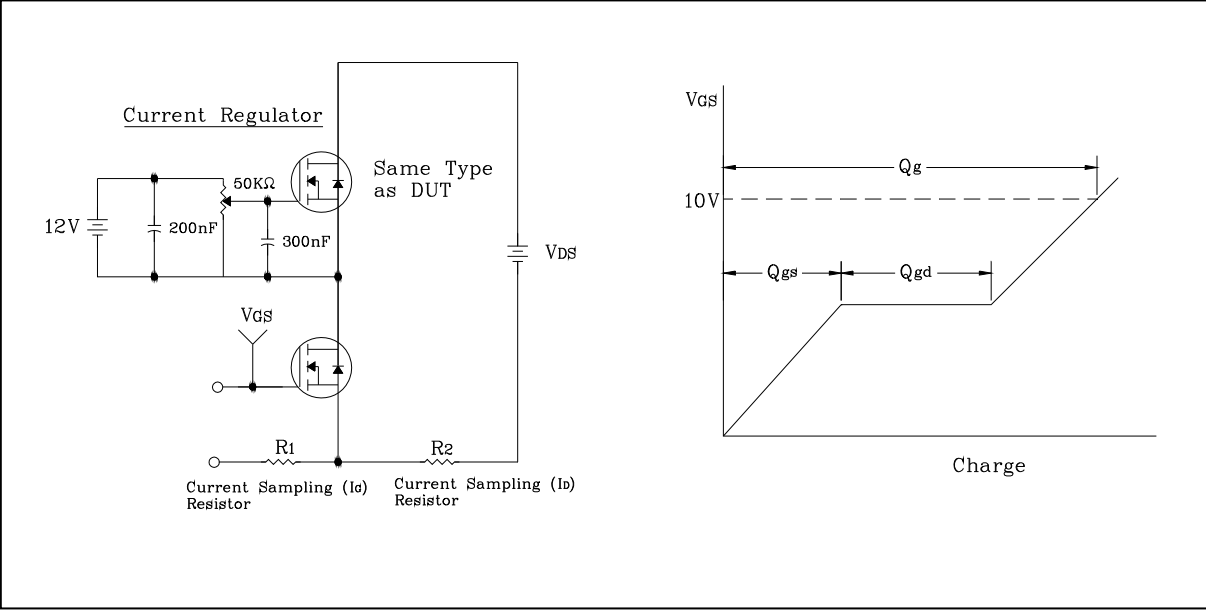 Current Regulator
Same Type
as DUT
50KΩ
12V
200nF
300nF
VDS
VGS
R1
R2
Current Sampling (IG)
Resistor
Current Sampling (ID)
Resistor
VGS
Qg
10V
Qgs
Qgd
Charge